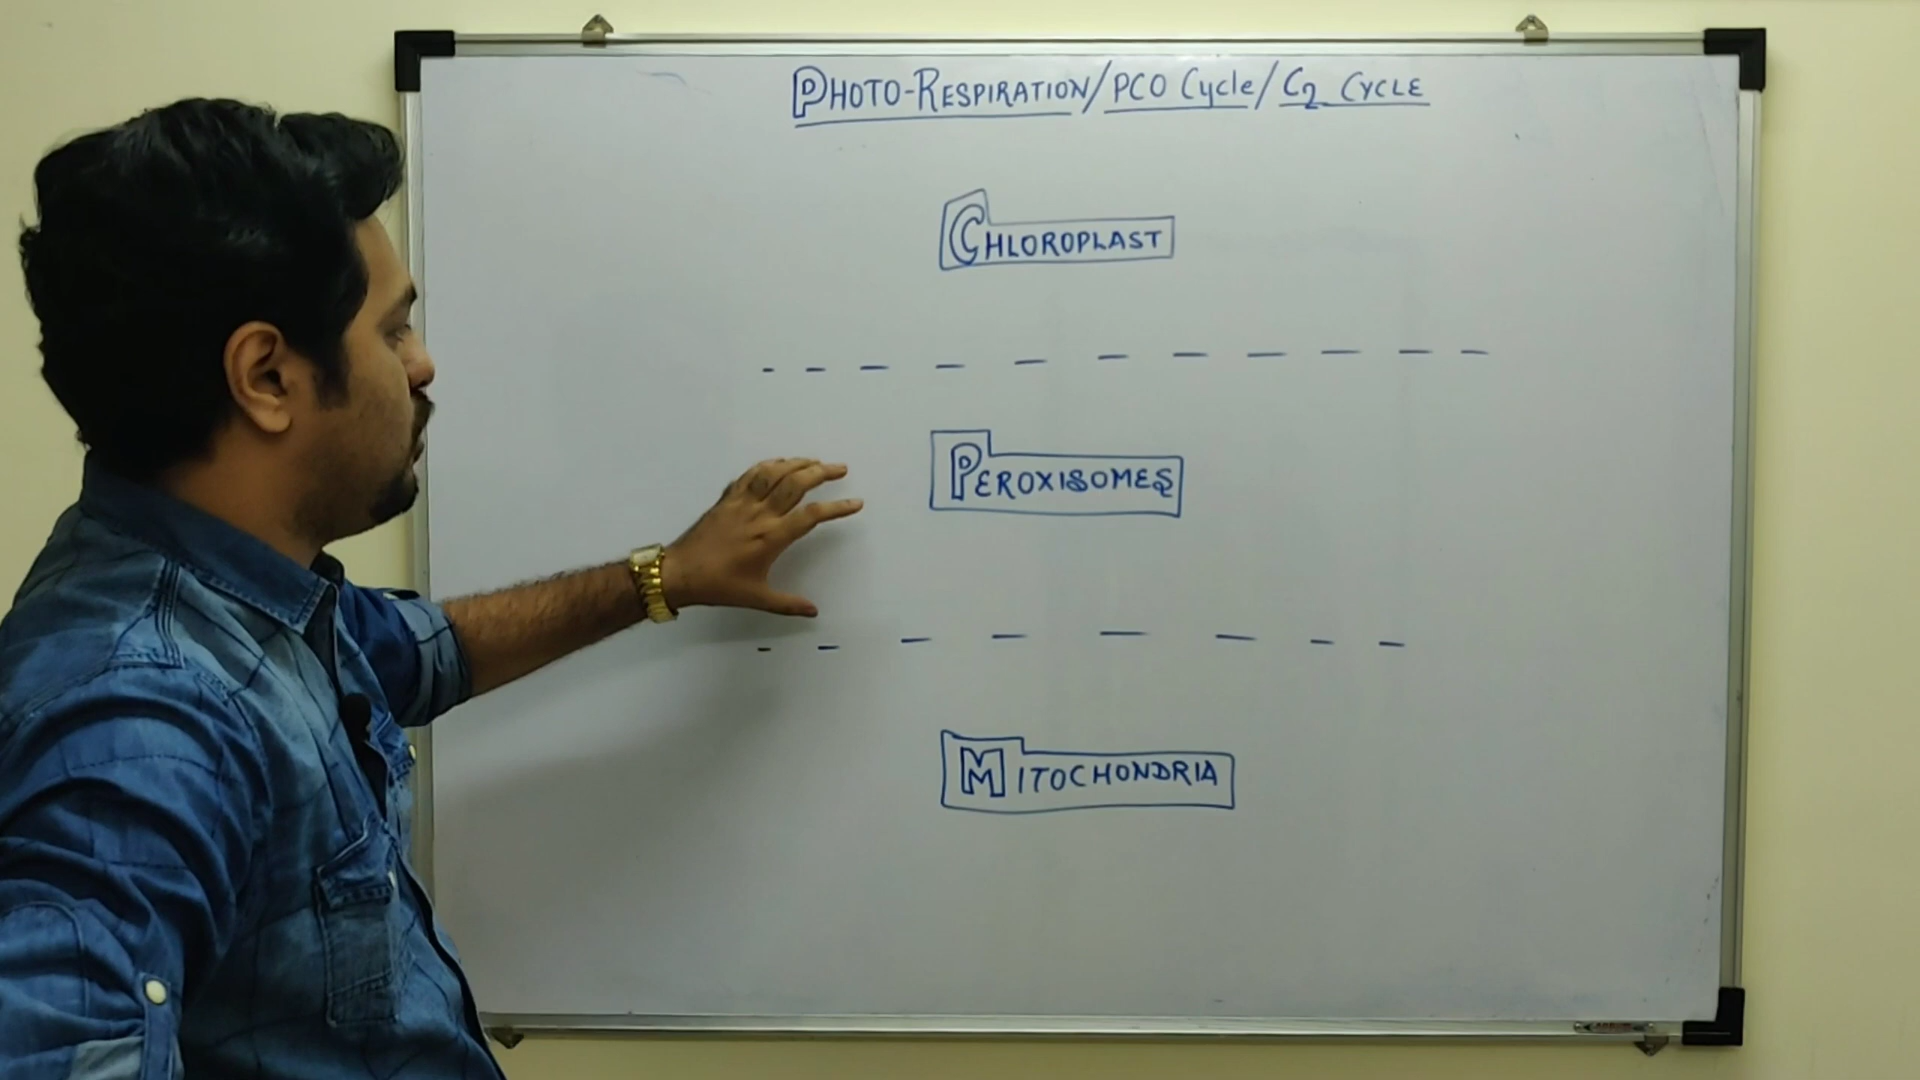 PHOTO-RESPIRATION/PCO Cycle/C2 CYCLE
CHLOROPLAST
PEROXISOMES
MITOCHONDRIA